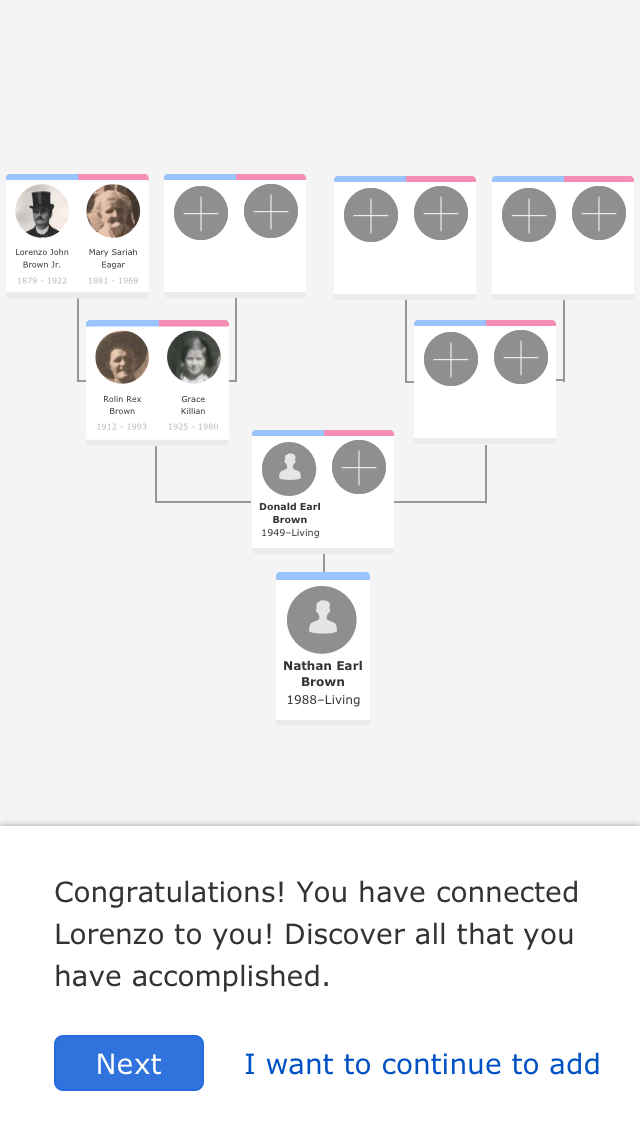 Lorenzo John
Brown Jr.
1879 - 1922
Mary Sariah
Eagar
1881 - 1969
Rolin Rex
Brown
1912 - 1993
Grace
Killian
1925 - 1980
Donald Earl
Brown
1949–Living
Nathan Earl
Brown
1988–Living
Congratulations! You have connected
Lorenzo to you! Discover all that you
have accomplished.
Next
I want to continue to add